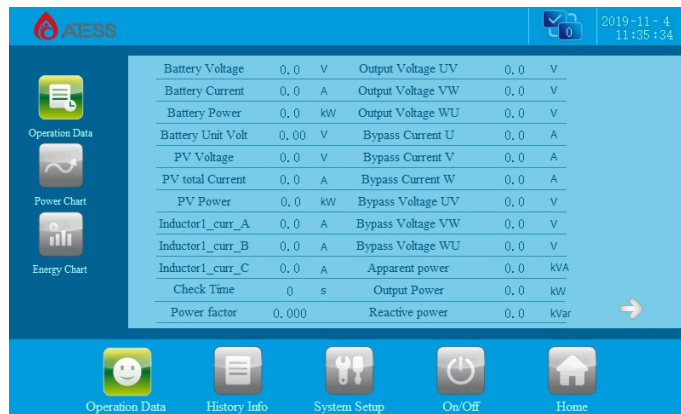 ATESS
0
2019-11- 4
11:35:34
Battery Voltage 0.0 V Output Voltage UV 0.0 V
Battery Current 0.0 A Output Voltage VW 0.0 V
Battery Power 0.0 kW Output Voltage WU 0.0 V
Battery Unit Volt 0.00 V Bypass Current U 0.0 A
PV Voltage 0.0 V Bypass Current V 0.0 A
PV total Current 0.0 A Bypass Current W 0.0 A
PV Power 0.0 kW Bypass Voltage UV 0.0 V
Inductor1_curr_A 0.0 A Bypass Voltage VW 0.0 V
Inductor1_curr_B 0.0 A Bypass Voltage WU 0.0 V
Inductor1_curr_C 0.0 A Apparent power 0.0 kVA
Check Time 0 s Output Power 0.0 kW
Power factor 0.000 Reactive power 0.0 kVar
Operation Data
Power Chart
Energy Chart
Operation Data History Info System Setup On/Off Home